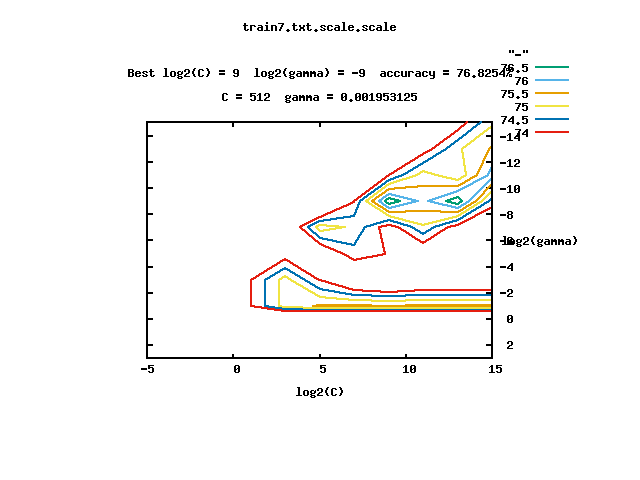 train7.txt.scale.scale
"-"
Best log2(C) = 9  log2(gamma) = -9  accuracy = 76.8254%
76.5
76
C = 512  gamma = 0.001953125
75.5
75
74.5
74
-14
-12
-10
-8
-6
log2(gamma)
-4
-2
0
2
-5 0 5 10 15
log2(C)